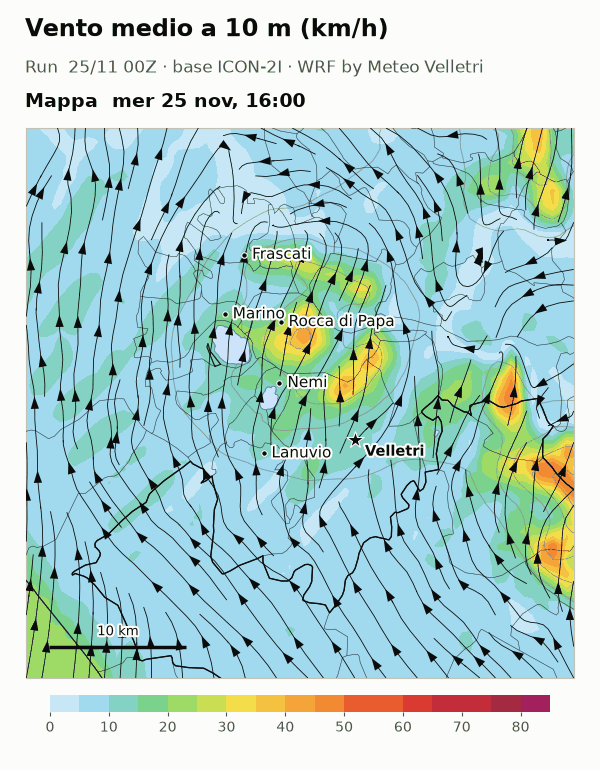 Vento medio a 10 m (km/h)
Run  25/11 00Z · base ICON-2I · WRF by Meteo Velletri
Mappa  mer 25 nov, 16:00
Frascati
Marino
Rocca di Papa
Nemi
Velletri
Lanuvio
10 km
0 10 20 30 40 50 60 70 80